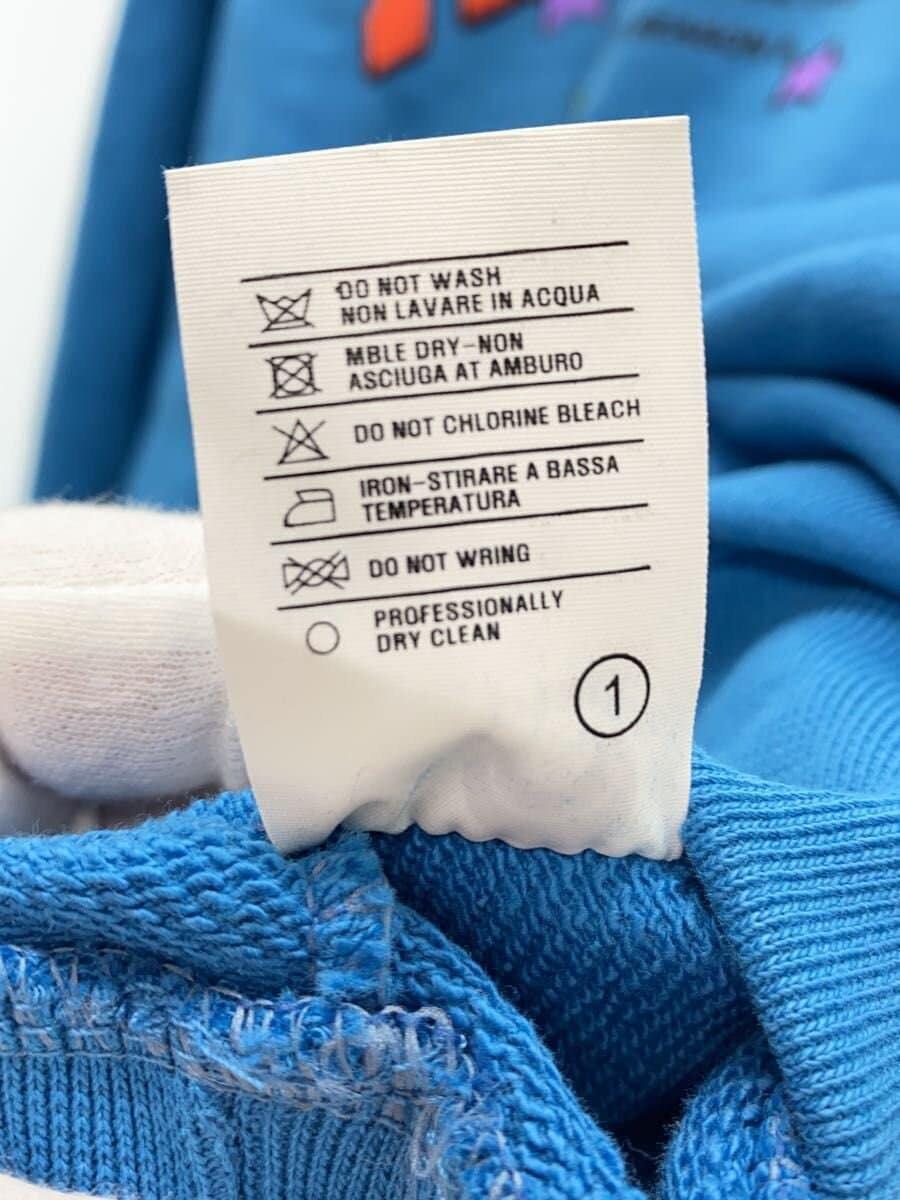 DO NOT WASH
NON LAVARE IN ACQUA
MBLE DRY-NON
ASCIUGA AT AMBURO
DO NOT CHLORINE BLEACH
IRON-STIRARE A BASSA
TEMPERATURA
DO NOT WRING
PROFESSIONALLY
DRY CLEAN
1